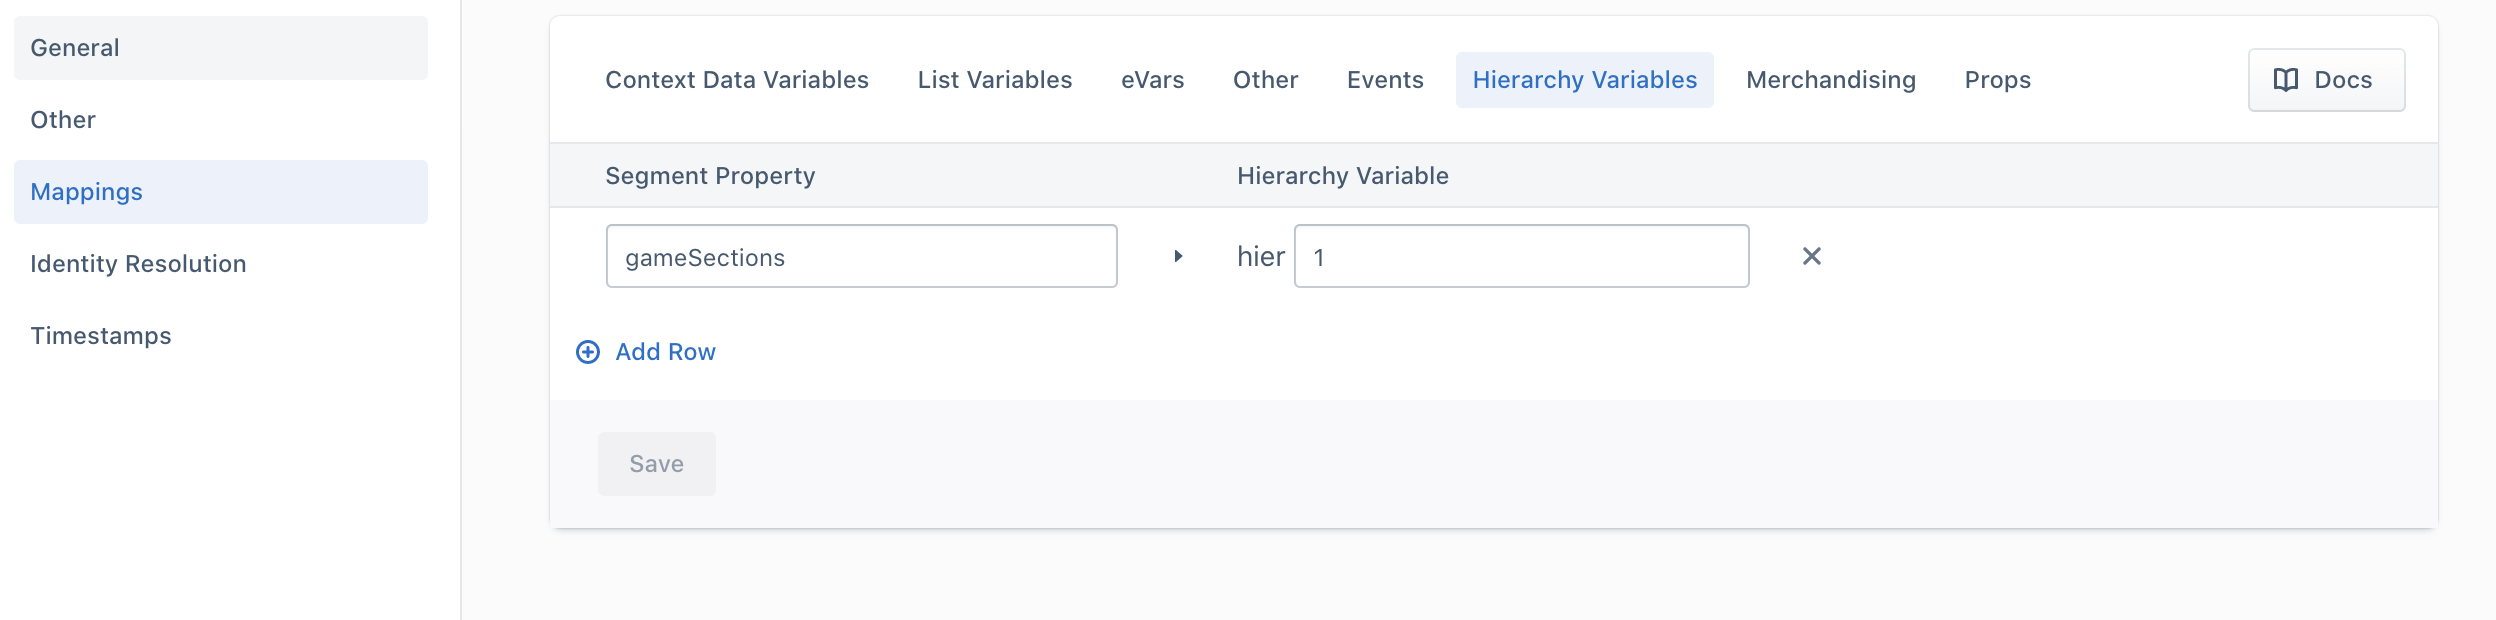 General
Other
Mappings
Identity Resolution
Timestamps
Context Data Variables List Variables eVars Other Events Hierarchy Variables Merchandising Props Docs
Segment Property Hierarchy Variable
gameSections hier 1
Add Row
Save